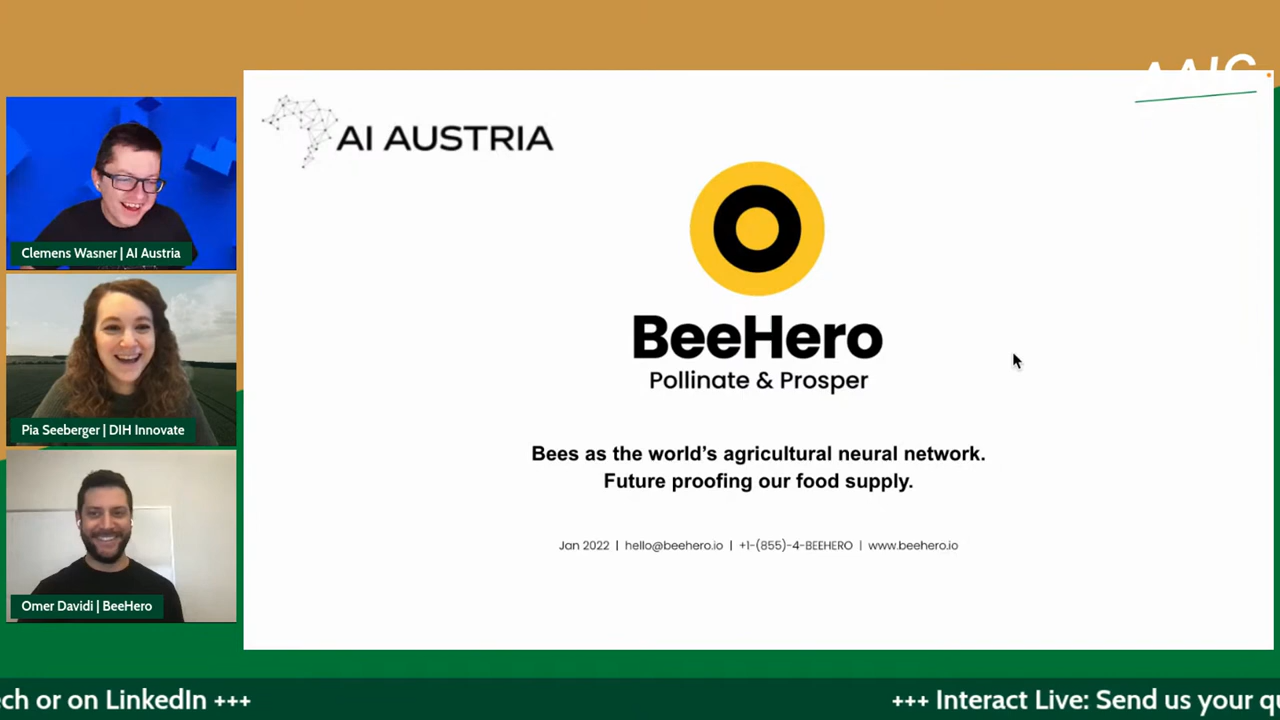 AI AUSTRIA
BeeHero
Pollinate & Prosper
Bees as the world's agricultural neural network.
Future proofing our food supply.
Jan 2022 | hello@beehero.io | +1-(855)-4-BEEHERO | www.beehero.io
Clemens Wasner | AI Austria
Pia Seeberger | DIH Innovate
Omer Davidi | BeeHero
ech or on LinkedIn +++ +++ Interact Live: Send us your qu